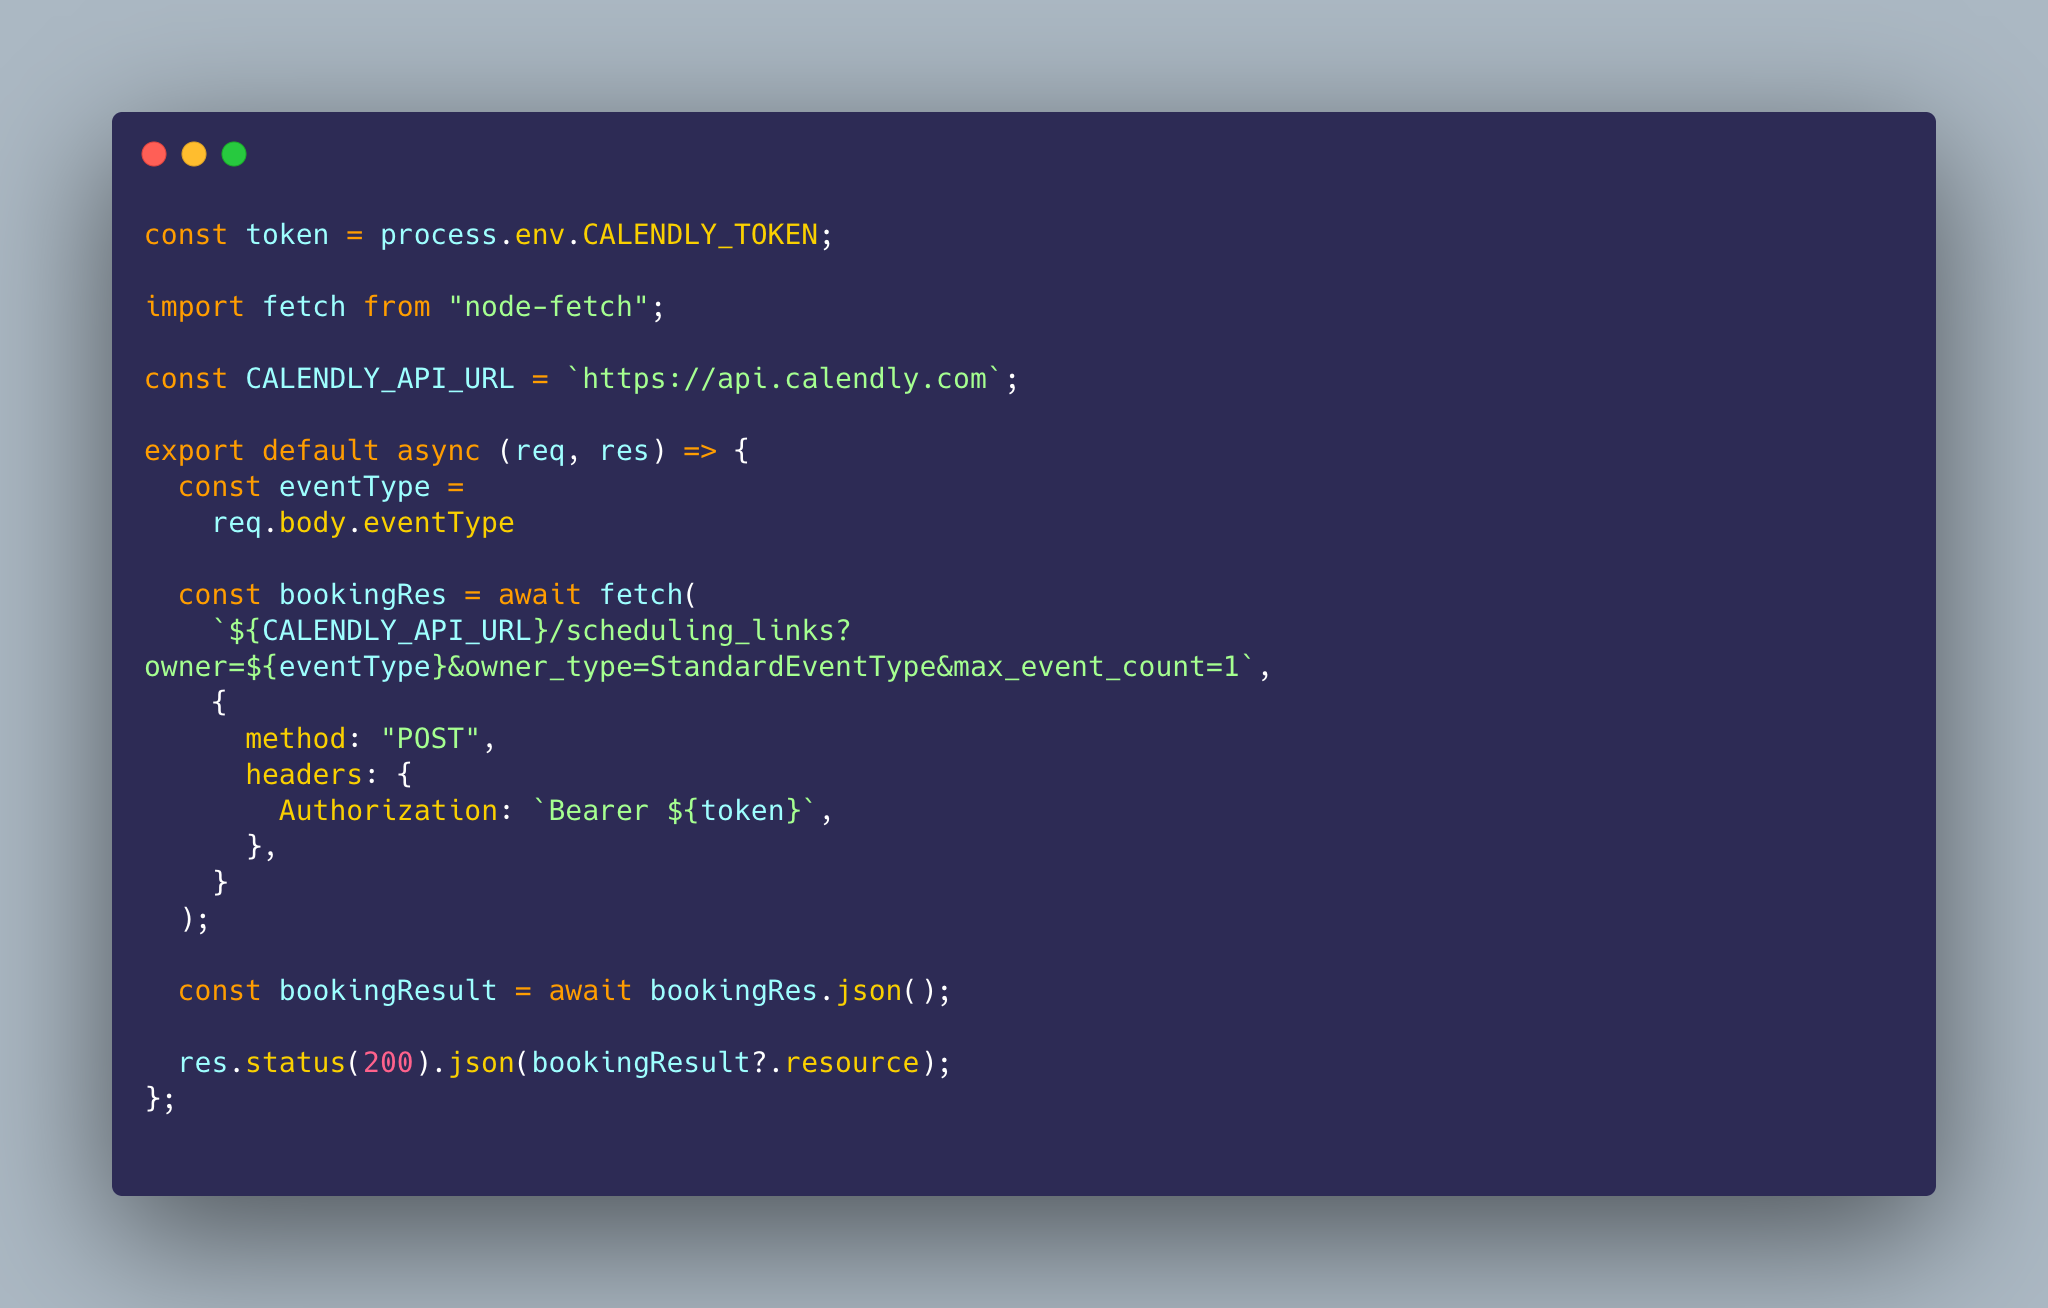 const token = process.env.CALENDLY_TOKEN;
import fetch from "node-fetch";
const CALENDLY_API_URL = `https://api.calendly.com`;
export default async (req, res) => {
  const eventType =
    req.body.eventType
  const bookingRes = await fetch(
    `${CALENDLY_API_URL}/scheduling_links?
owner=${eventType}&owner_type=StandardEventType&max_event_count=1`,
    {
      method: "POST",
      headers: {
        Authorization: `Bearer ${token}`,
      },
    }
  );
  const bookingResult = await bookingRes.json();
  res.status(200).json(bookingResult?.resource);
};